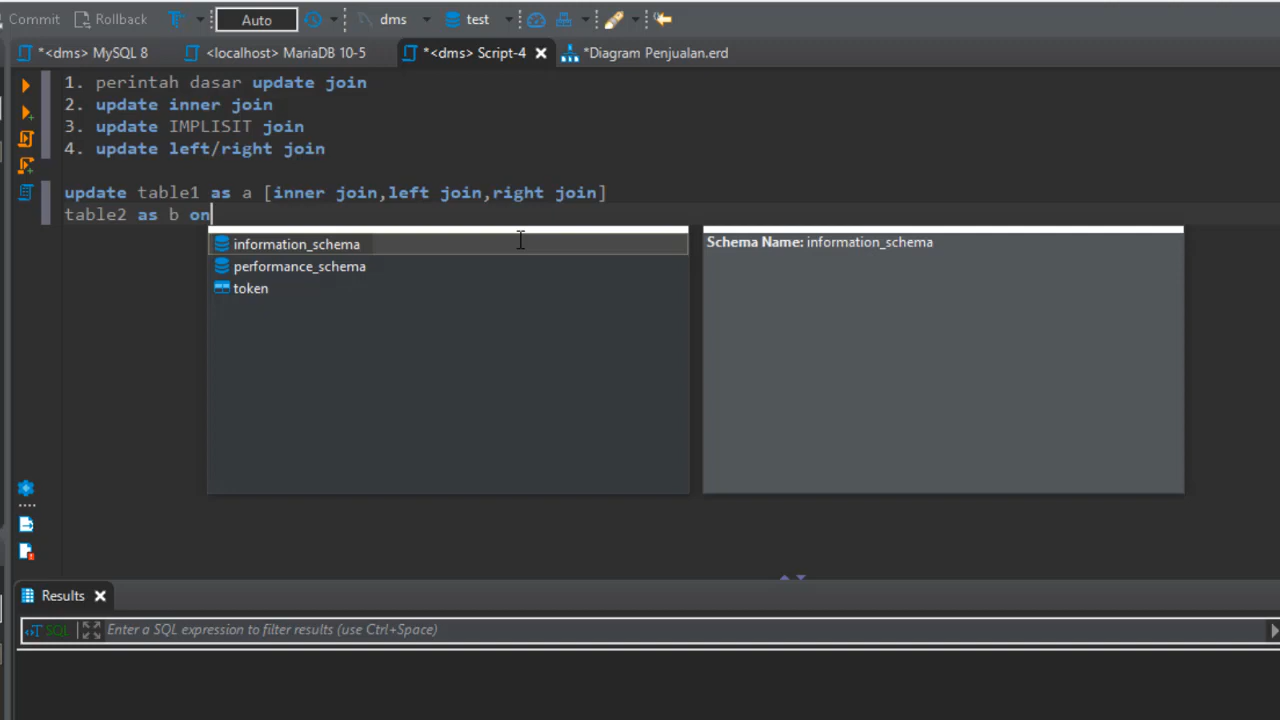 Commit Rollback Auto dms test
*<dms> MySQL 8 <localhost> MariaDB 10-5 *<dms> Script-4 *Diagram Penjualan.erd
1. perintah dasar update join
2. update inner join
3. update IMPLISIT join
4. update left/right join
update table1 as a [inner join,left join,right join]
table2 as b on
information_schema
performance_schema
token
Schema Name: information_schema
Results
SQL Enter a SQL expression to filter results (use Ctrl+Space)